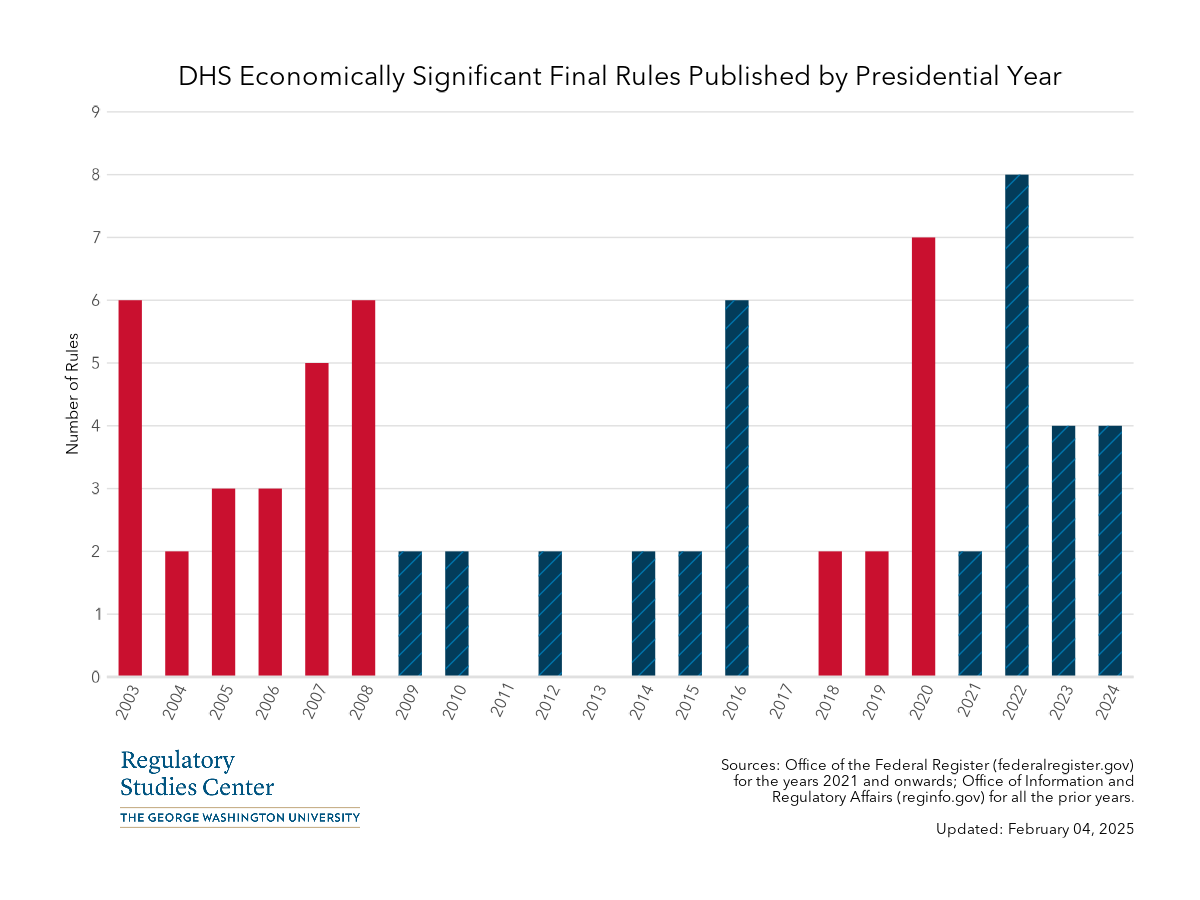 DHS Economically Significant Final Rules Published by Presidential Year
Number of Rules
9
8
7
6
5
4
3
2
1
0
2003 2004 2005 2006 2007 2008 2009 2010 2011 2012 2013 2014 2015 2016 2017 2018 2019 2020 2021 2022 2023 2024
Regulatory
Studies Center
THE GEORGE WASHINGTON UNIVERSITY
Sources: Office of the Federal Register (federalregister.gov)
for the years 2021 and onwards; Office of Information and
Regulatory Affairs (reginfo.gov) for all the prior years.
Updated: February 04, 2025